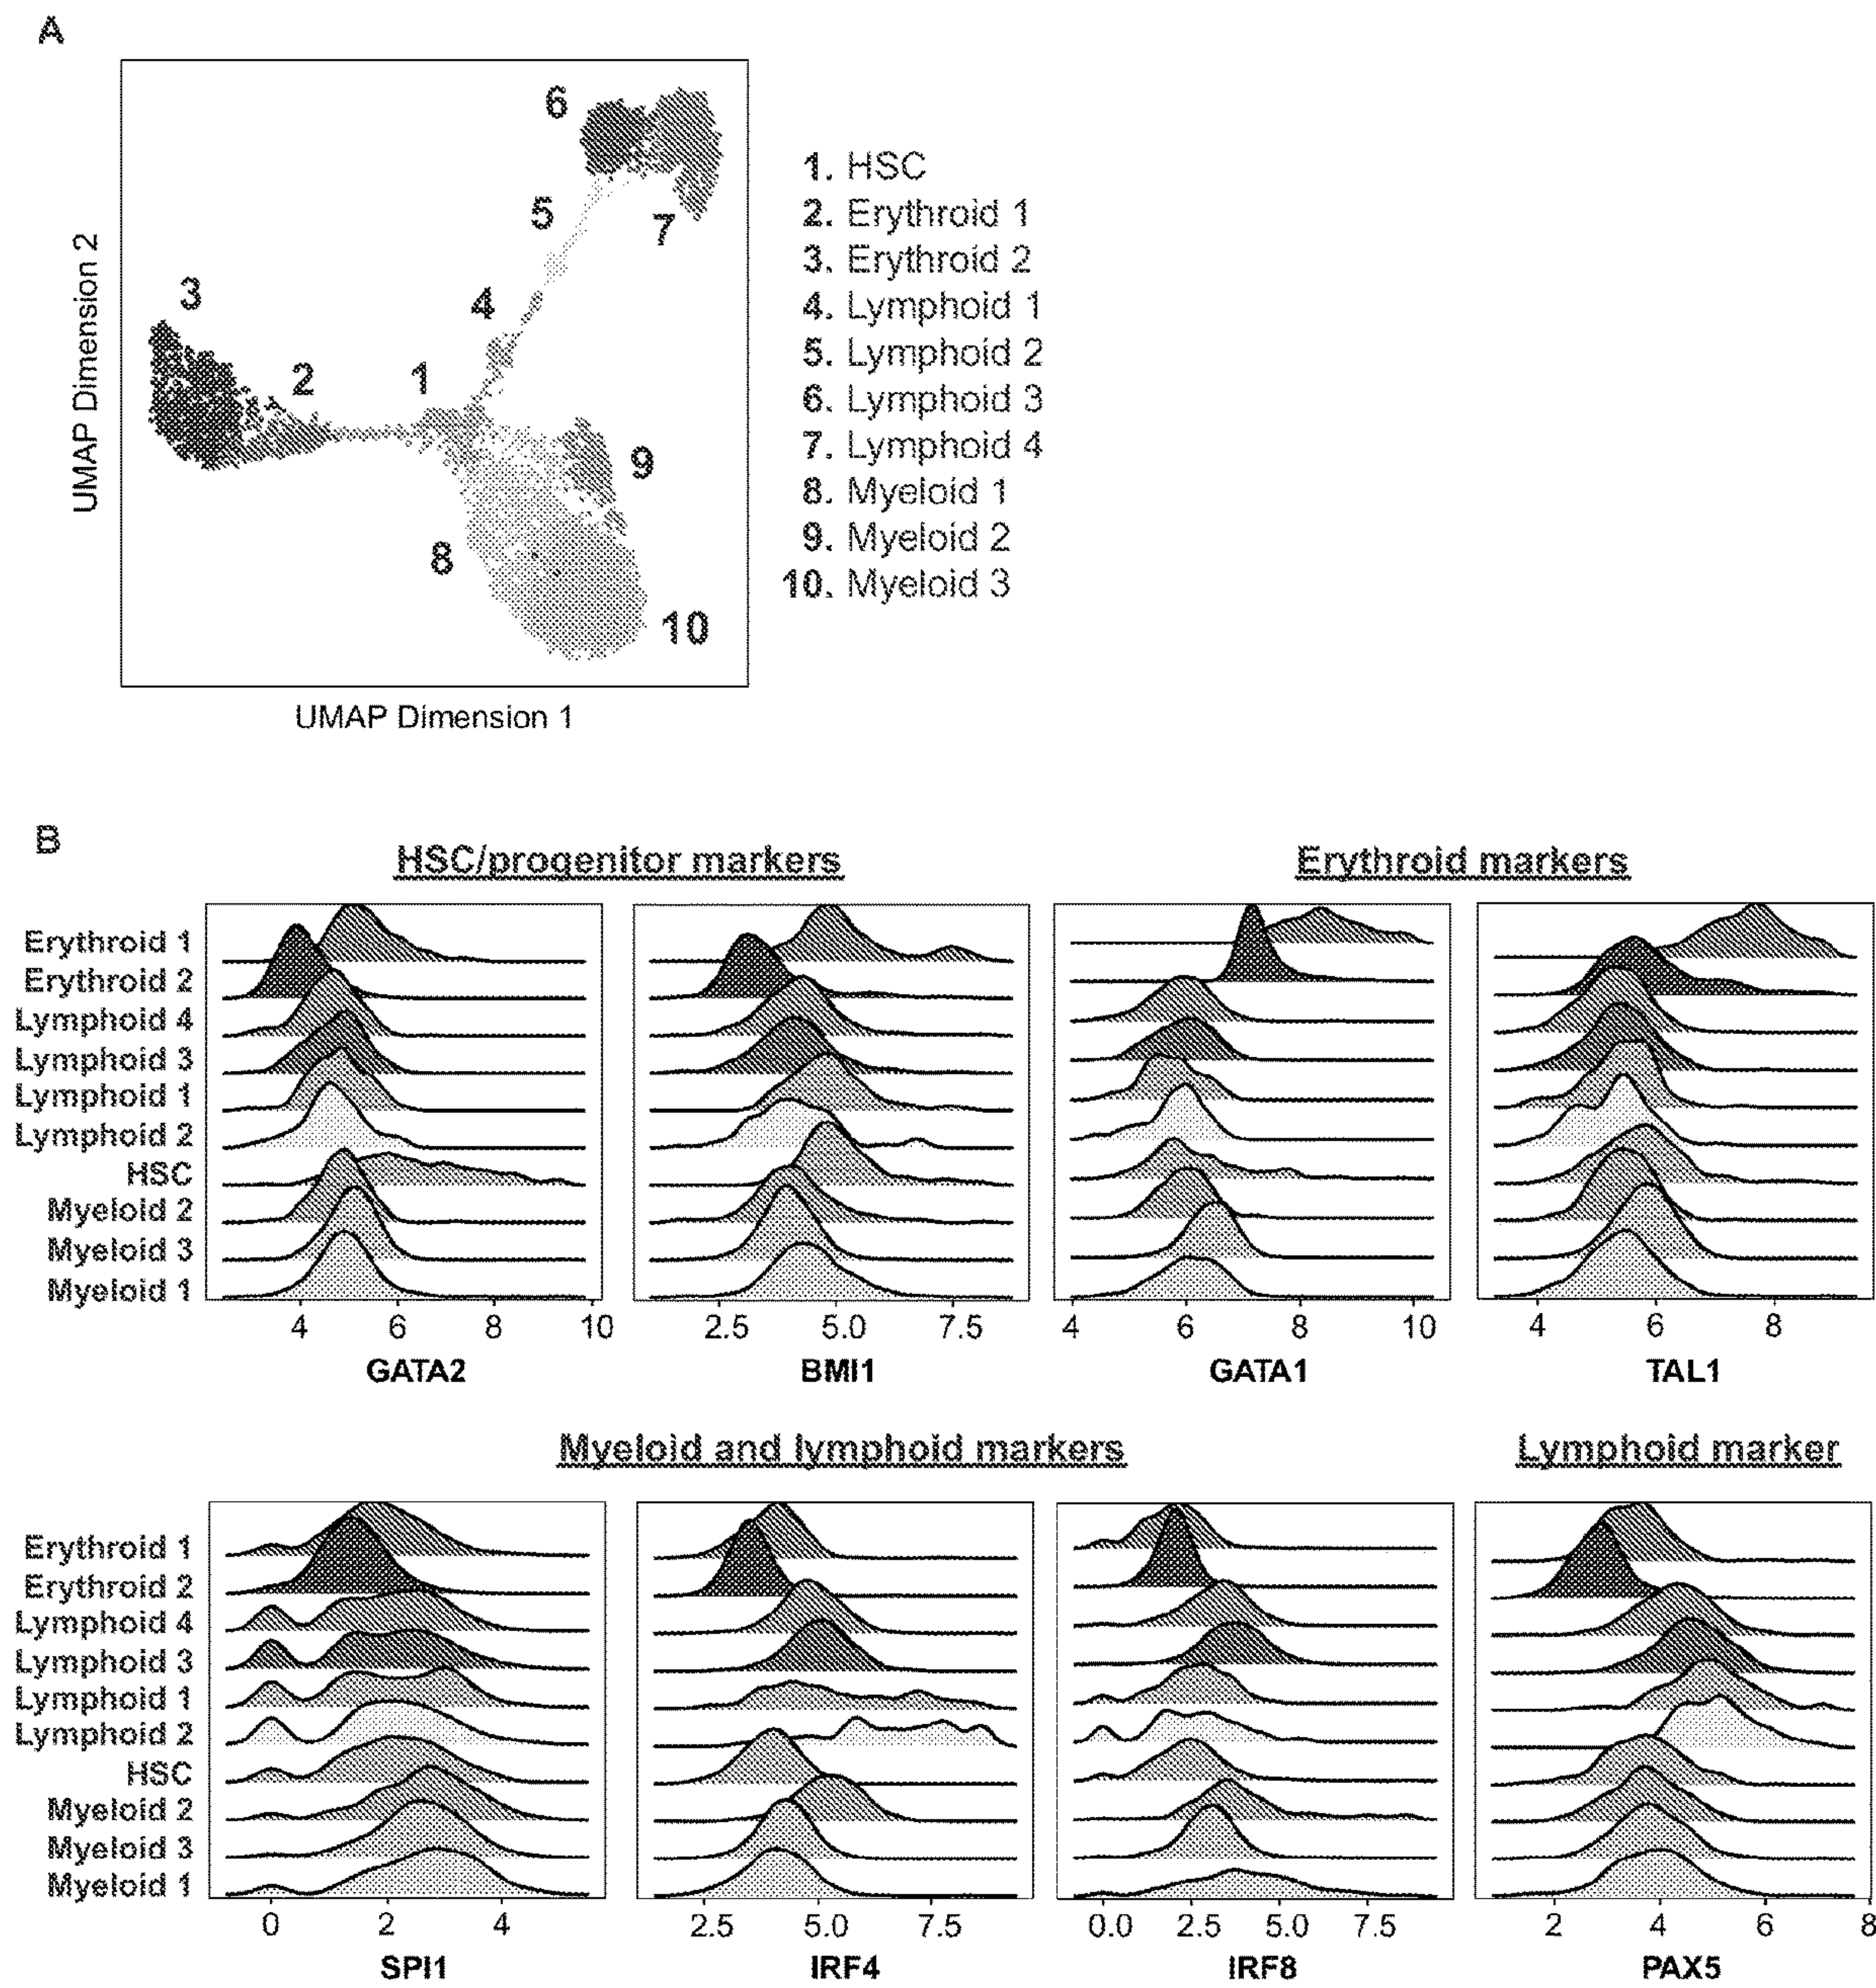 A
UMAP Dimension 2
6
5
7
4
3
2
1
9
8
10
UMAP Dimension 1
1. HSC
2. Erythroid 1
3. Erythroid 2
4. Lymphoid 1
5. Lymphoid 2
6. Lymphoid 3
7. Lymphoid 4
8. Myeloid 1
9. Myeloid 2
10. Myeloid 3
B
HSC/progenitor markers
Erythroid markers
Erythroid 1
Erythroid 2
Lymphoid 4
Lymphoid 3
Lymphoid 1
Lymphoid 2
HSC
Myeloid 2
Myeloid 3
Myeloid 1
4 6 8 10
2.5 5.0 7.5
4 6 8 10
4 6 8
GATA2
BMI1
GATA1
TAL1
Myeloid and lymphoid markers
Lymphoid marker
Erythroid 1
Erythroid 2
Lymphoid 4
Lymphoid 3
Lymphoid 1
Lymphoid 2
HSC
Myeloid 2
Myeloid 3
Myeloid 1
0 2 4
2.5 5.0 7.5
0.0 2.5 5.0 7.5
2 4 6 8
SPI1
IRF4
IRF8
PAX5